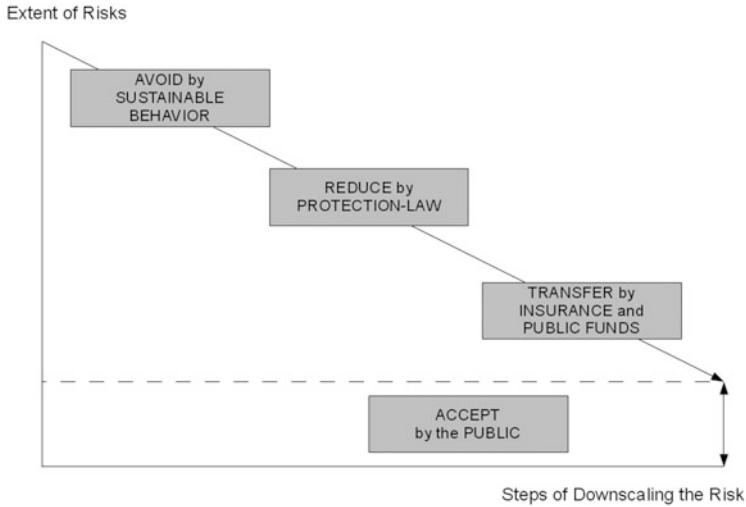 Extent of Risks
AVOID by
SUSTAINABLE
BEHAVIOR
REDUCE by
PROTECTION-LAW
TRANSFER by
INSURANCE and
PUBLIC FUNDS
ACCEPT
by the PUBLIC
Steps of Downscaling the Risk